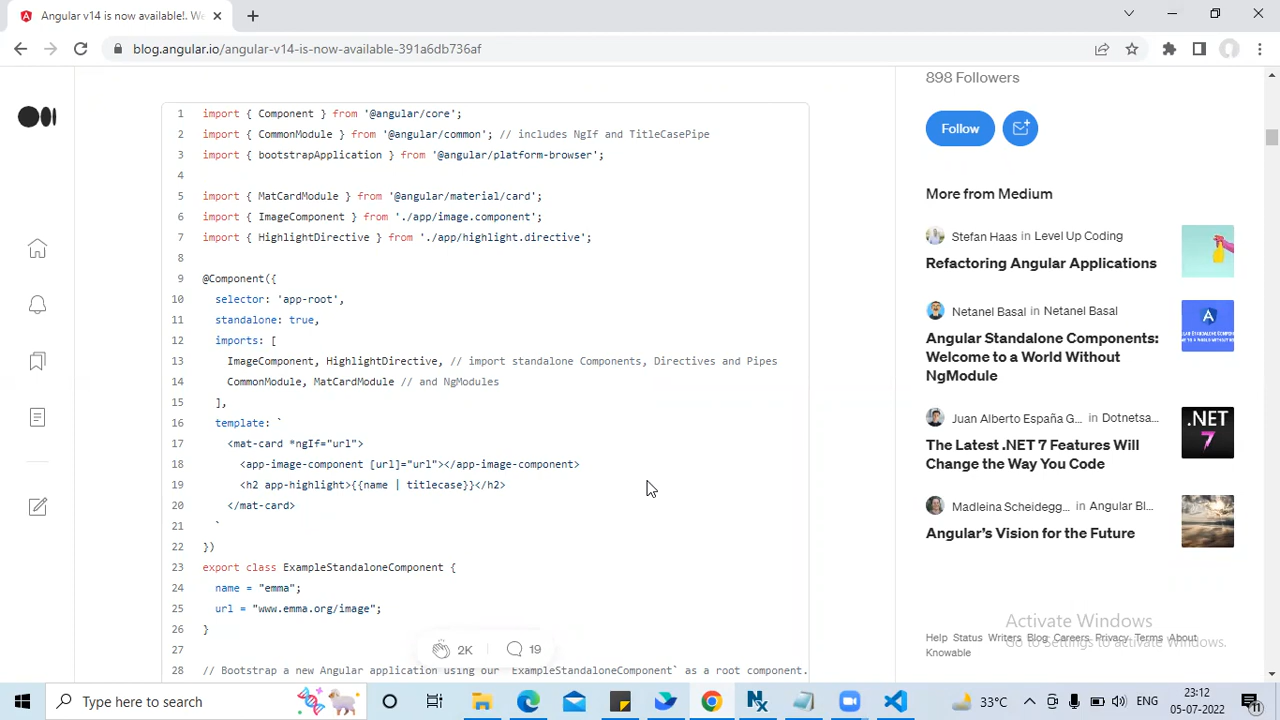 Angular v14 is now available!. We
blog.angular.io/angular-v14-is-now-available-391a6db736af
1 import { Component } from '@angular/core';
2 import { CommonModule } from '@angular/common'; // includes NgIf and TitleCasePipe
3 import { bootstrapApplication } from '@angular/platform-browser';
4
5 import { MatCardModule } from '@angular/material/card';
6 import { ImageComponent } from './app/image.component';
7 import { HighlightDirective } from './app/highlight.directive';
8
9 @Component({
10 selector: 'app-root',
11 standalone: true,
12 imports: [
13 ImageComponent, HighlightDirective, // import standalone Components, Directives and Pipes
14 CommonModule, MatCardModule // and NgModules
15 ],
16 template: `
17 <mat-card *ngIf="url">
18 <app-image-component [url]="url"></app-image-component>
19 <h2 app-highlight>{{name | titlecase}}</h2>
20 </mat-card>
21 `
22 })
23 export class ExampleStandaloneComponent {
24 name = "emma";
25 url = "www.emma.org/image";
26 }
27
28 // Bootstrap a new Angular application using our `ExampleStandaloneComponent` as a root component.
2K 19
898 Followers
Follow
More from Medium
Stefan Haas in Level Up Coding
Refactoring Angular Applications
Netanel Basal in Netanel Basal
Angular Standalone Components:
Welcome to a World Without
NgModule
Juan Alberto España G... in Dotnetsa...
The Latest .NET 7 Features Will
Change the Way You Code
.NET
7
Madleina Scheidegg... in Angular Bl...
Angular's Vision for the Future
Activate Windows
Go to Settings to activate Windows.
Help Status Writers Blog Careers Privacy Terms About
Knowable
Type here to search
33°C
23:12
05-07-2022